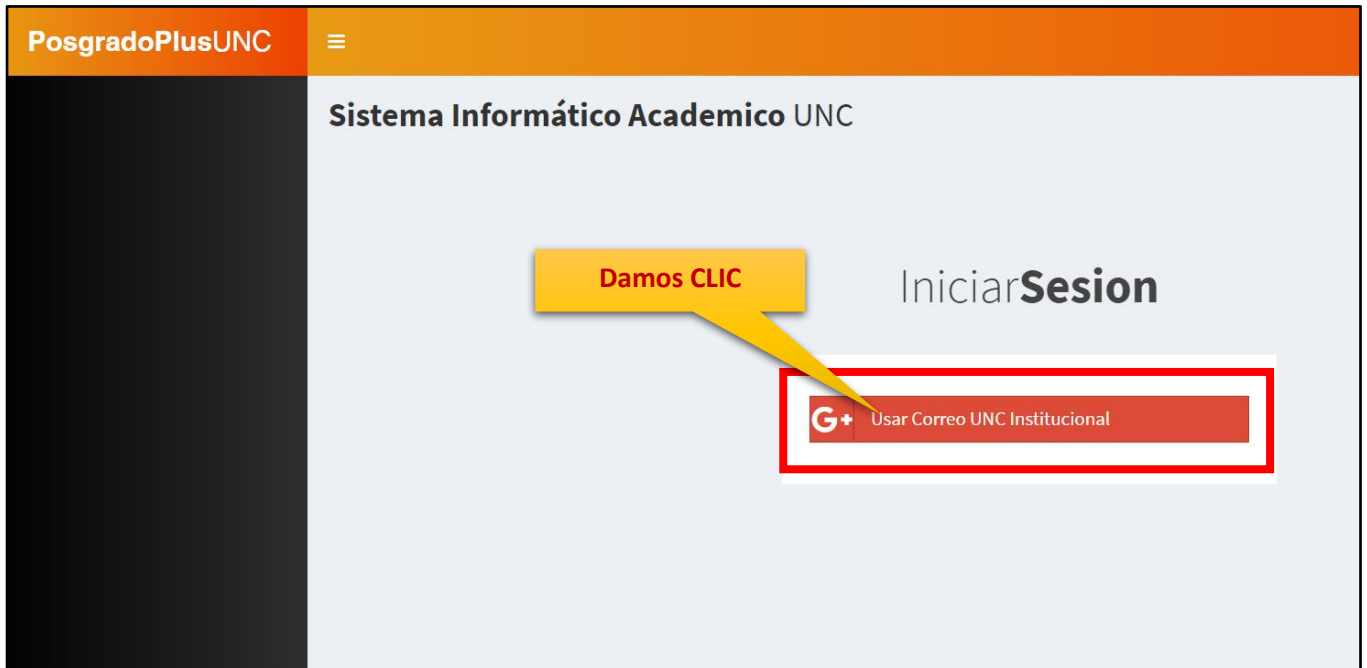 PosgradoPlusUNC
Sistema Informático Academico UNC
Damos CLIC
IniciarSesion
G+ Usar Correo UNC Institucional